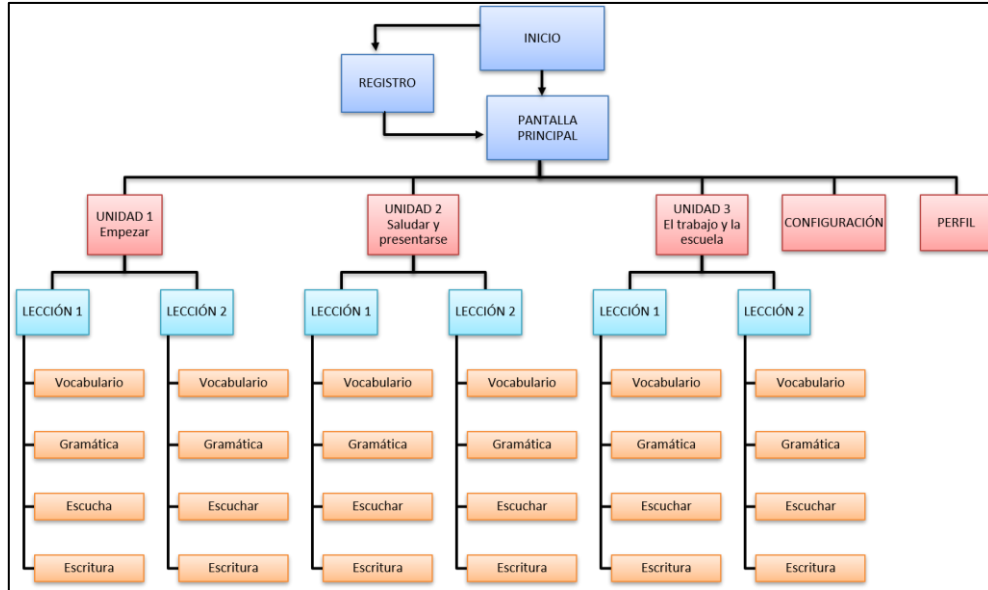 INICIO
REGISTRO
PANTALLA
PRINCIPAL
UNIDAD 1
Empezar
UNIDAD 2
Saludar y
presentarse
UNIDAD 3
El trabajo y la
escuela
CONFIGURACIÓN
PERFIL
LECCIÓN 1
LECCIÓN 2
LECCIÓN 1
LECCIÓN 2
LECCIÓN 1
LECCIÓN 2
Vocabulario
Vocabulario
Vocabulario
Vocabulario
Vocabulario
Vocabulario
Gramática
Gramática
Gramática
Gramática
Gramática
Gramática
Escucha
Escuchar
Escuchar
Escuchar
Escuchar
Escuchar
Escritura
Escritura
Escritura
Escritura
Escritura
Escritura